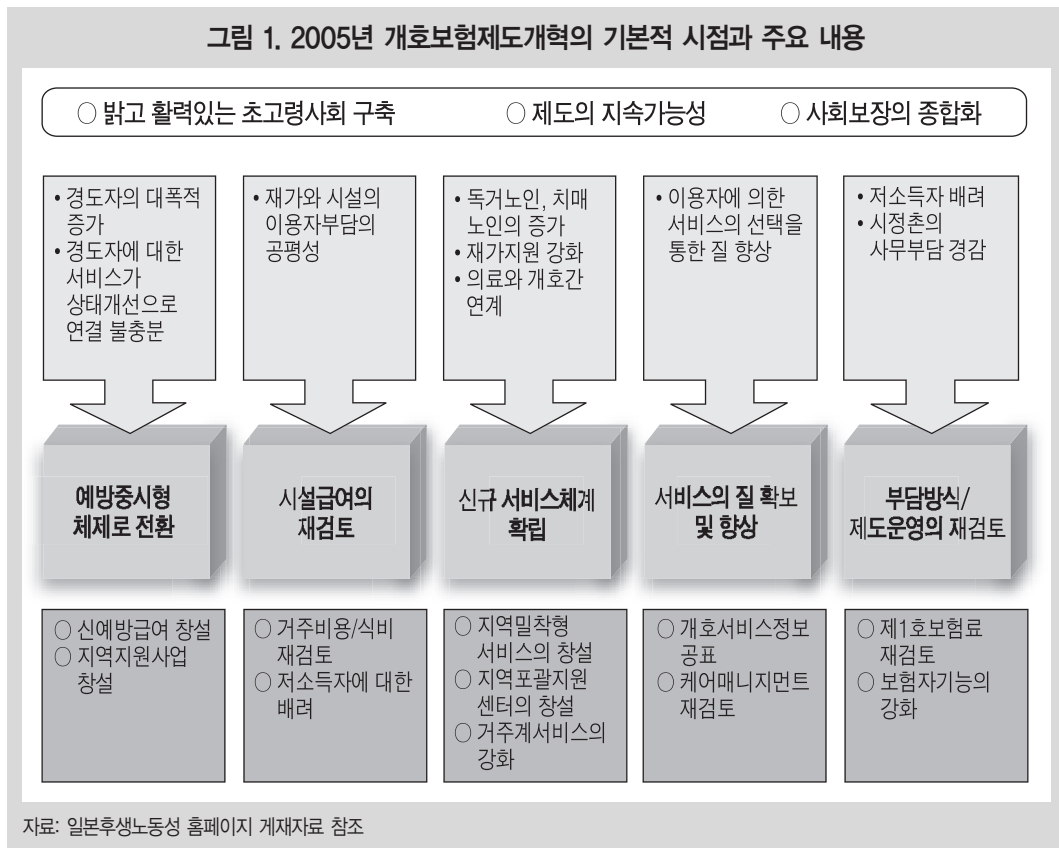 그림 1. 2005년 개호보험제도개혁의 기본적 시점과 주요 내용
○ 밝고 활력있는 초고령사회 구축 ○ 제도의 지속가능성 ○ 사회보장의 종합화
• 경도자의 대폭적
증가
• 경도자에 대한
서비스가
상태개선으로
연결 불충분
• 재가와 시설의
이용자부담의
공평성
• 독거노인, 치매
노인의 증가
• 재가지원 강화
• 의료와 개호간
연계
• 이용자에 의한
서비스의 선택을
통한 질 향상
• 저소득자 배려
• 시정촌의
사무부담 경감
예방중시형
체제로 전환
시설급여의
재검토
신규 서비스체계
확립
서비스의 질 확보
및 향상
부담방식/
제도운영의 재검토
○ 신예방급여 창설
○ 지역지원사업
창설
○ 거주비용/식비
재검토
○ 저소득자에 대한
배려
○ 지역밀착형
서비스의 창설
○ 지역포괄지원
센터의 창설
○ 거주계서비스의
강화
○ 개호서비스정보
공표
○ 케어매니지먼트
재검토
○ 제1호보험료
재검토
○ 보험자기능의
강화
자료: 일본후생노동성 홈페이지 게재자료 참조